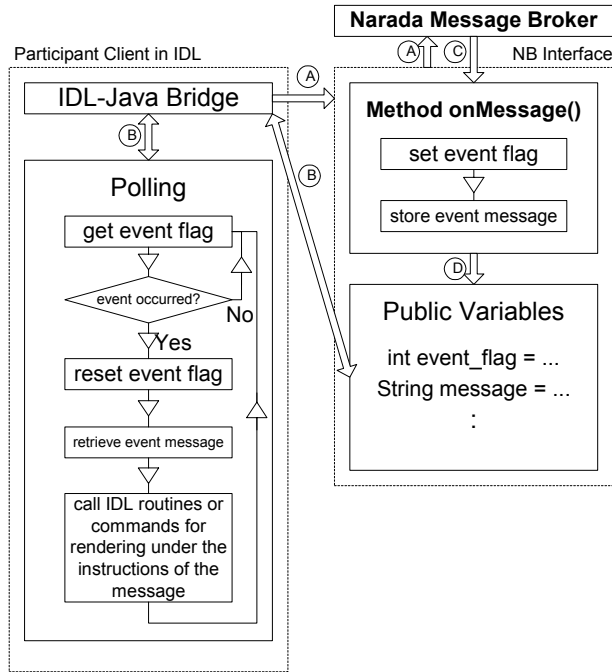 Narada Message Broker
Participant Client in IDL
A
C
NB Interface
IDL-Java Bridge
A
Method onMessage()
set event flag
store event message
B
B
Polling
get event flag
event occurred?
No
Yes
reset event flag
retrieve event message
call IDL routines or
commands for
rendering under the
instructions of the
message
D
Public Variables
int event_flag = ...
String message = ...
: